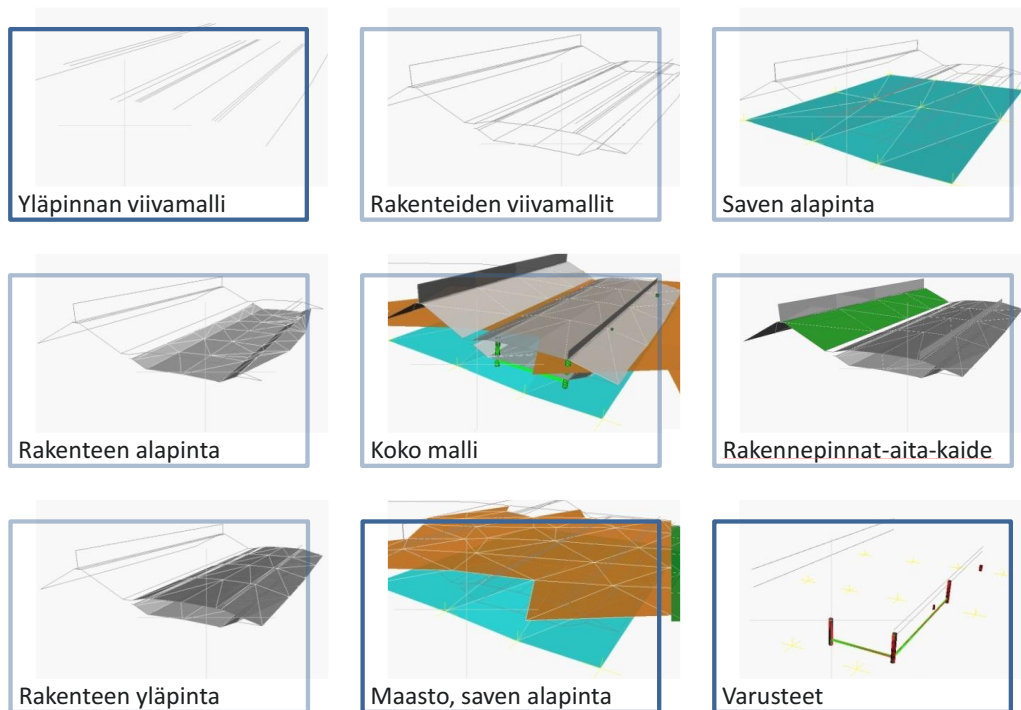 Yläpinnan viivamalli
Rakenteiden viivamallit
Saven alapinta
Rakenteen alapinta
Koko malli
Rakennepinnat-aita-kaide
Rakenteen yläpinta
Maasto, saven alapinta
Varusteet